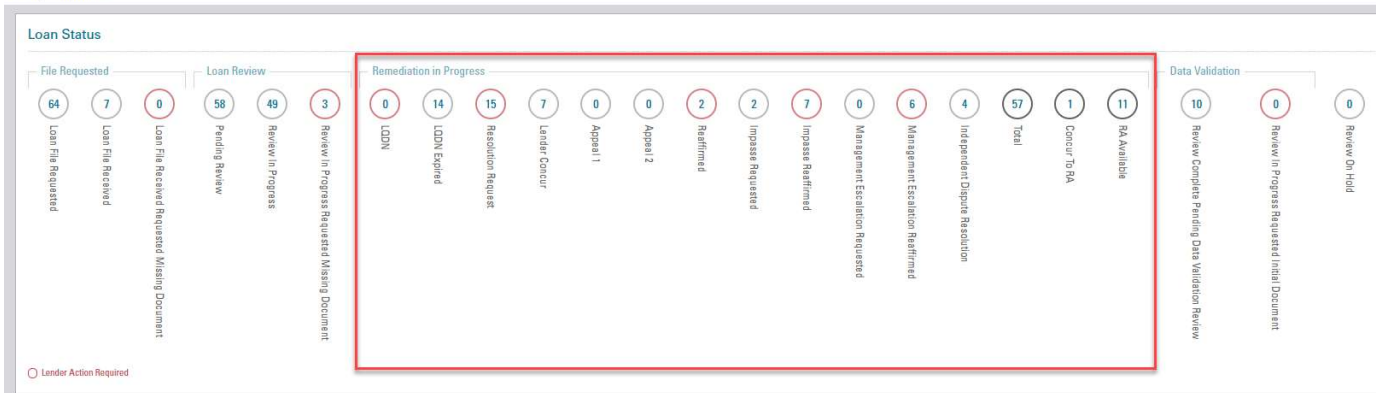 Loan Status
File Requested
Loan Review
Remediation in Progress
Data Validation
64
7
0
58
49
3
0
14
15
7
0
0
2
2
7
0
6
4
57
1
11
10
0
0
Loan File Requested
Loan File Received
Loan File Received Requested Missing Document
Pending Review
Review In Progress
Review In Progress Requested Missing Document
LQDN
LQDN Expired
Resolution Request
Lender Concur
Appeal 1
Appeal 2
Reaffirmed
Impasse Requested
Impasse Reaffirmed
Management Escalation Requested
Management Escalation Reaffirmed
Independent Dispute Resolution
Total
Concur To RA
RA Available
Review Complete Pending Data Validation Review
Review In Progress Requested Initial Document
Review On Hold
Lender Action Required